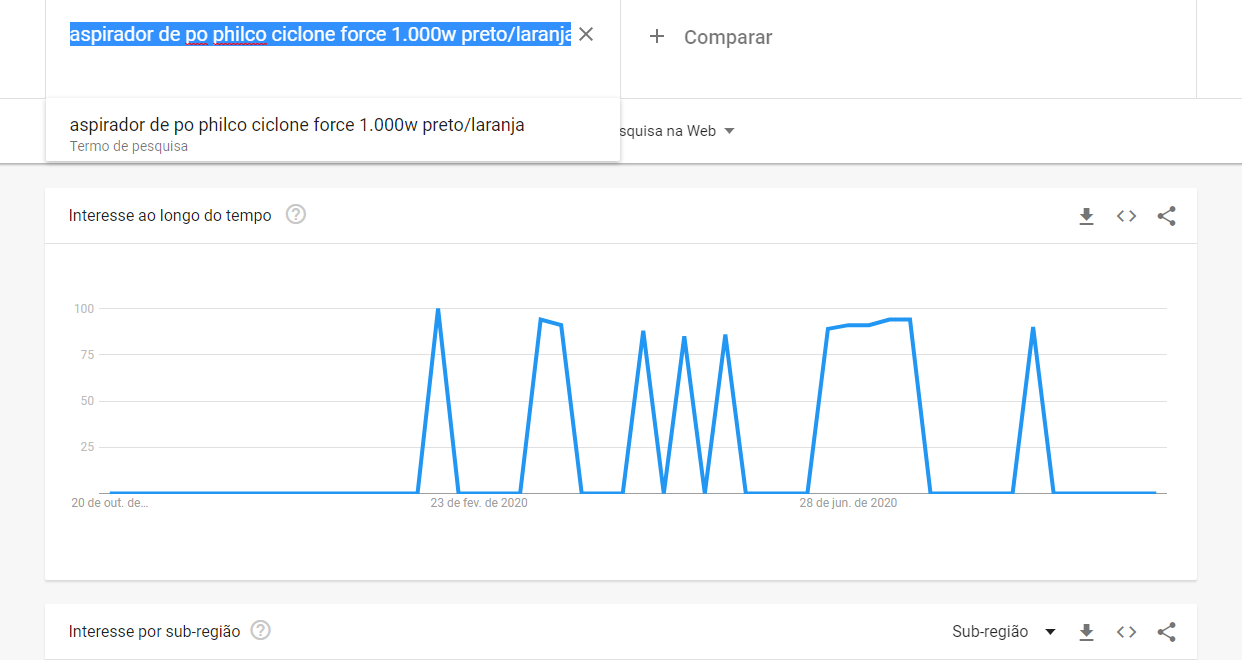 aspirador de po philco ciclone force 1.000w preto/laranja
Comparar
aspirador de po philco ciclone force 1.000w preto/laranja
Termo de pesquisa
squisa na Web
Interesse ao longo do tempo
100
75
50
25
20 de out. de...
23 de fev. de 2020
28 de jun. de 2020
Interesse por sub-região
Sub-região